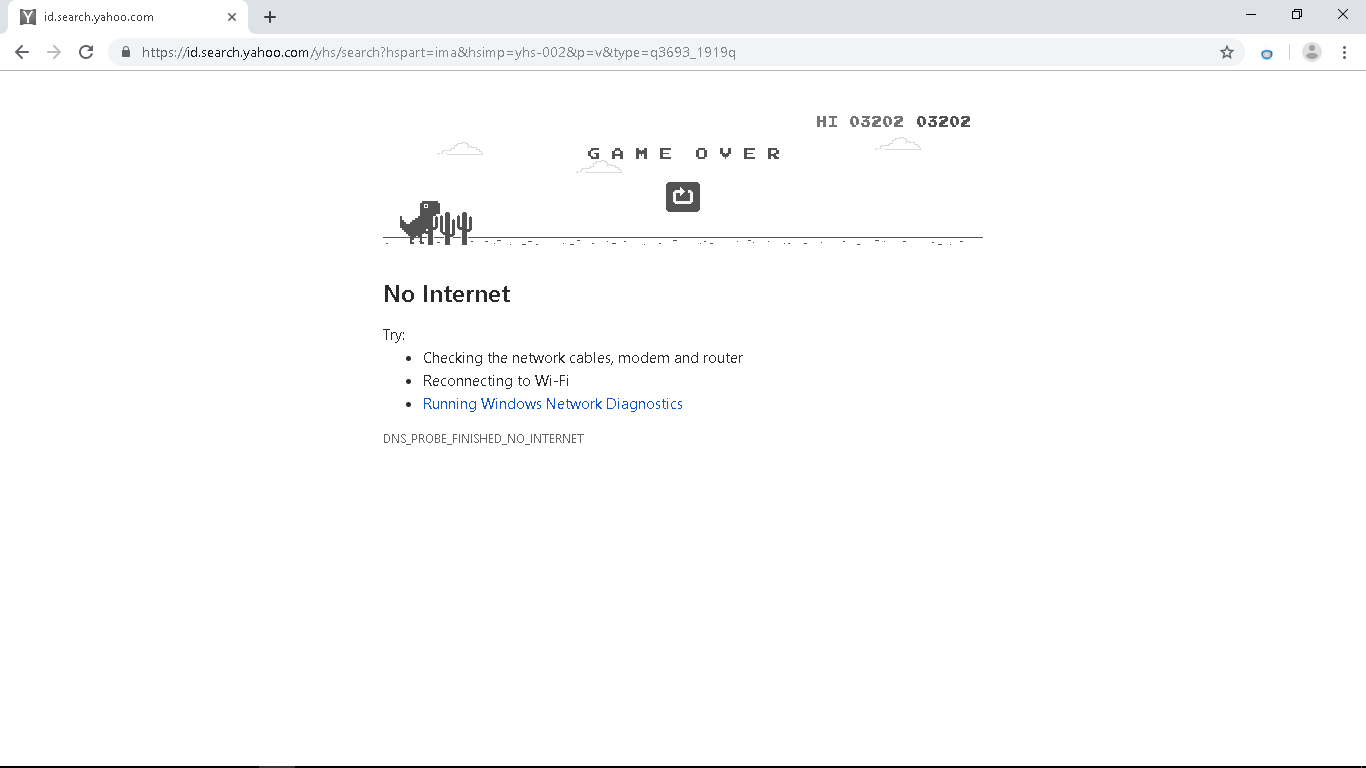 id.search.yahoo.com
https://id.search.yahoo.com/yhs/search?hspart=ima&hsimp=yhs-002&p=v&type=q3693_1919q
HI 03202 03202
GAME OVER
No Internet
Try:
Checking the network cables, modem and router
Reconnecting to Wi-Fi
Running Windows Network Diagnostics
DNS_PROBE_FINISHED_NO_INTERNET